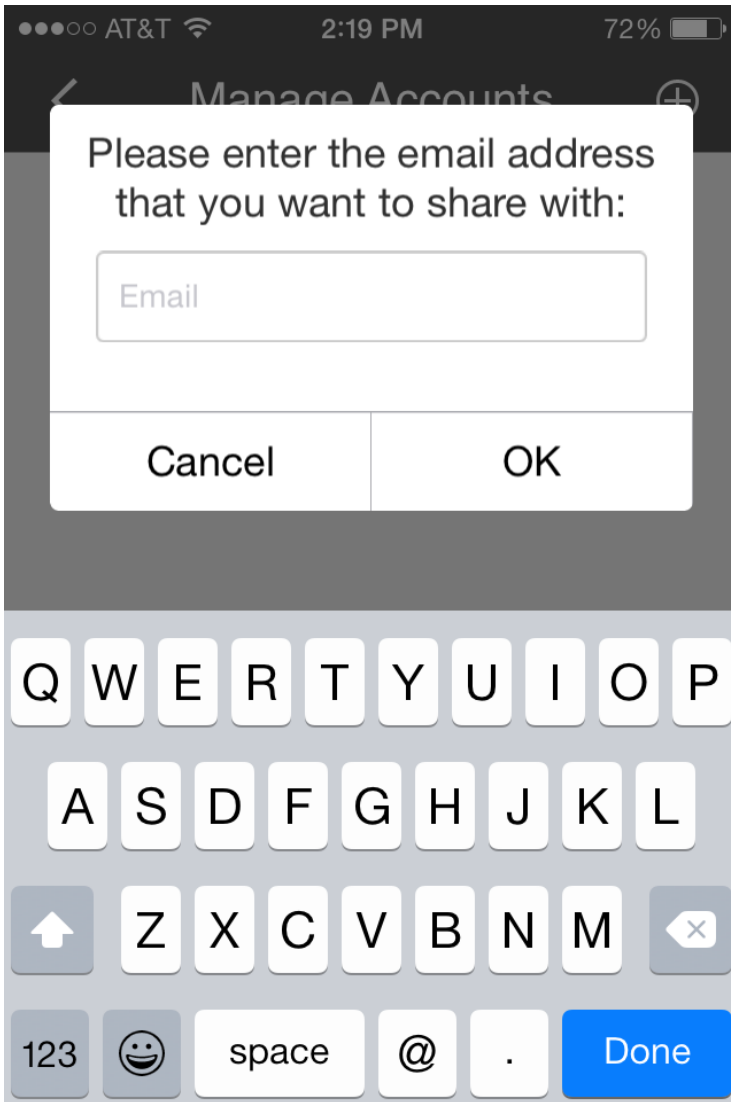 AT&T 2:19 PM 72%
Manage Accounts
Please enter the email address
that you want to share with:
Email
Cancel OK
Q W E R T Y U I O P
A S D F G H J K L
Z X C V B N M
123 space @ . Done